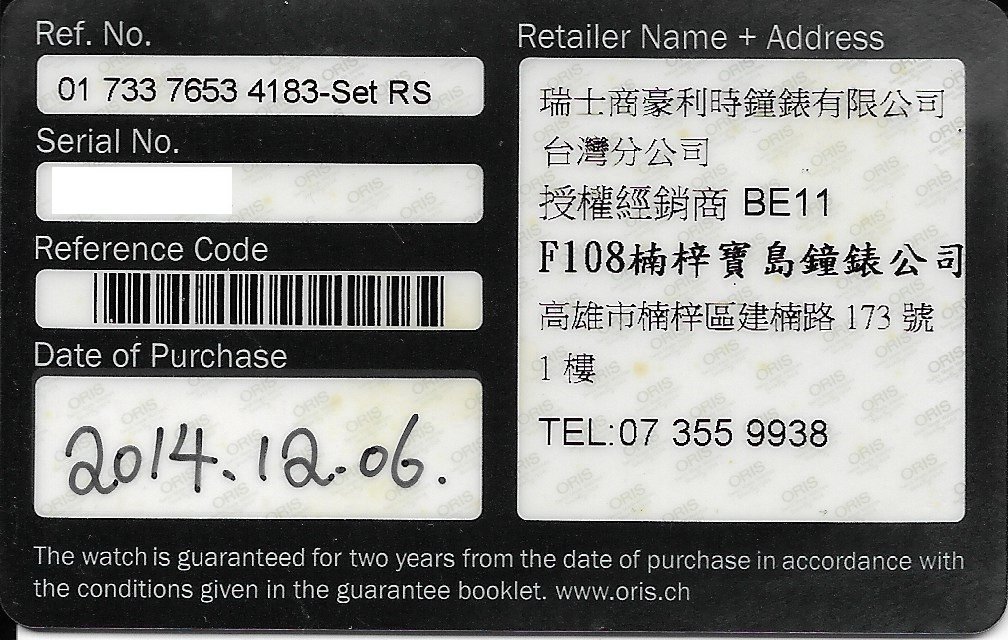 Ref. No.
01 733 7653 4183-Set RS
Serial No.
Reference Code
Date of Purchase
2014.12.06.
Retailer Name + Address
瑞士商豪利時鐘錶有限公司
台灣分公司
授權經銷商 BE11
F108楠梓寶島鐘錶公司
高雄市楠梓區建楠路 173 號
1 樓
TEL:07 355 9938
The watch is guaranteed for two years from the date of purchase in accordance with
the conditions given in the guarantee booklet. www.oris.ch